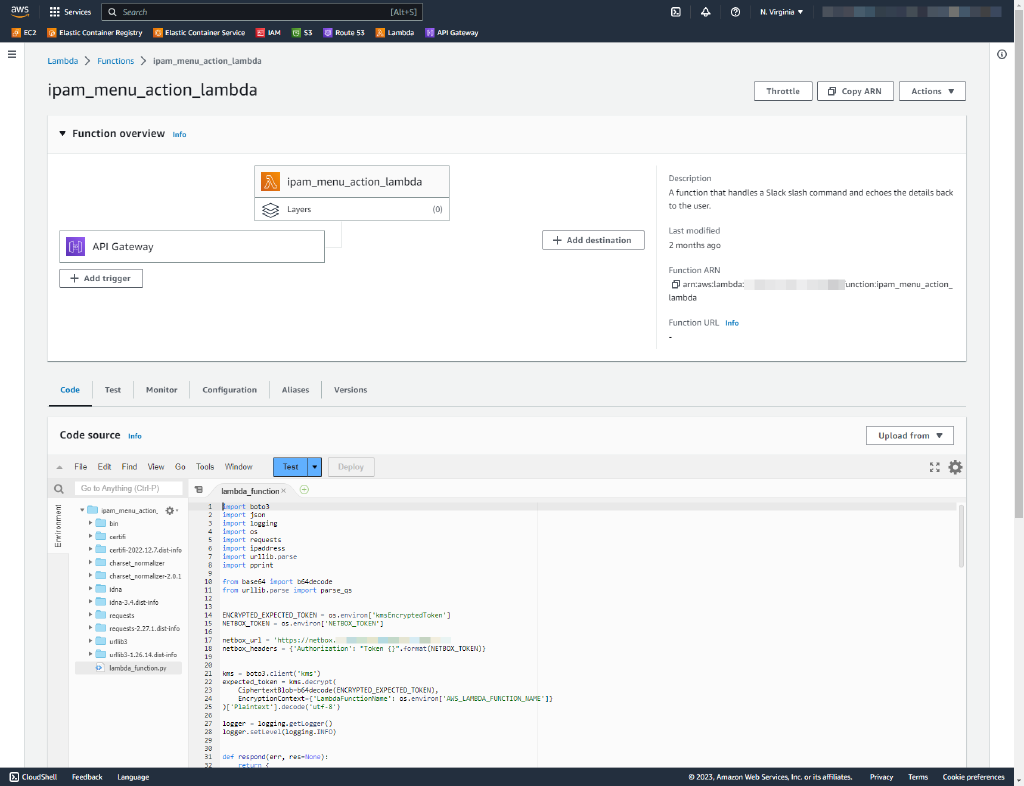 aws
Services
Search
[Alt+S]
N. Virginia
EC2
Elastic Container Registry
Elastic Container Service
IAM
S3
Route 53
Lambda
API Gateway
Lambda
Functions
ipam_menu_action_lambda
ipam_menu_action_lambda
Throttle
Copy ARN
Actions
Function overview
Info
ipam_menu_action_lambda
Layers
(0)
API Gateway
+ Add trigger
+ Add destination
Description
A function that handles a Slack slash command and echoes the details back
to the user.
Last modified
2 months ago
Function ARN
arn:aws:lambda:
unction:ipam_menu_action_
lambda
Function URL
Info
-
Code
Test
Monitor
Configuration
Aliases
Versions
Code source
Info
Upload from
File
Edit
Find
View
Go
Tools
Window
Test
Deploy
Go to Anything (Ctrl-P)
lambda_function
Environment
ipam_menu_action_
bin
certifi
certifi-2022.12.7.dist-info
charset_normalizer
charset_normalizer-2.0.1
idna
idna-3.4.dist-info
requests
requests-2.27.1.dist-info
urllib3
urllib3-1.26.14.dist-info
lambda_function.py
1 import boto3
2 import json
3 import logging
4 import os
5 import requests
6 import ipaddress
7 import urllib.parse
8 import pprint
9
10 from base64 import b64decode
11 from urllib.parse import parse_qs
12
13
14 ENCRYPTED_EXPECTED_TOKEN = os.environ['kmsEncryptedToken']
15 NETBOX_TOKEN = os.environ['NETBOX_TOKEN']
16
17 netbox_url = 'https://netbox.
18 netbox_headers = {'Authorization': "Token {}".format(NETBOX_TOKEN)}
19
20
21 kms = boto3.client('kms')
22 expected_token = kms.decrypt(
23 CiphertextBlob=b64decode(ENCRYPTED_EXPECTED_TOKEN),
24 EncryptionContext={'LambdaFunctionName': os.environ['AWS_LAMBDA_FUNCTION_NAME']}
25 )['Plaintext'].decode('utf-8')
26
27 logger = logging.getLogger()
28 logger.setLevel(logging.INFO)
29
30
31 def respond(err, res=None):
32 return {
CloudShell
Feedback
Language
© 2023, Amazon Web Services, Inc. or its affiliates.
Privacy
Terms
Cookie preferences